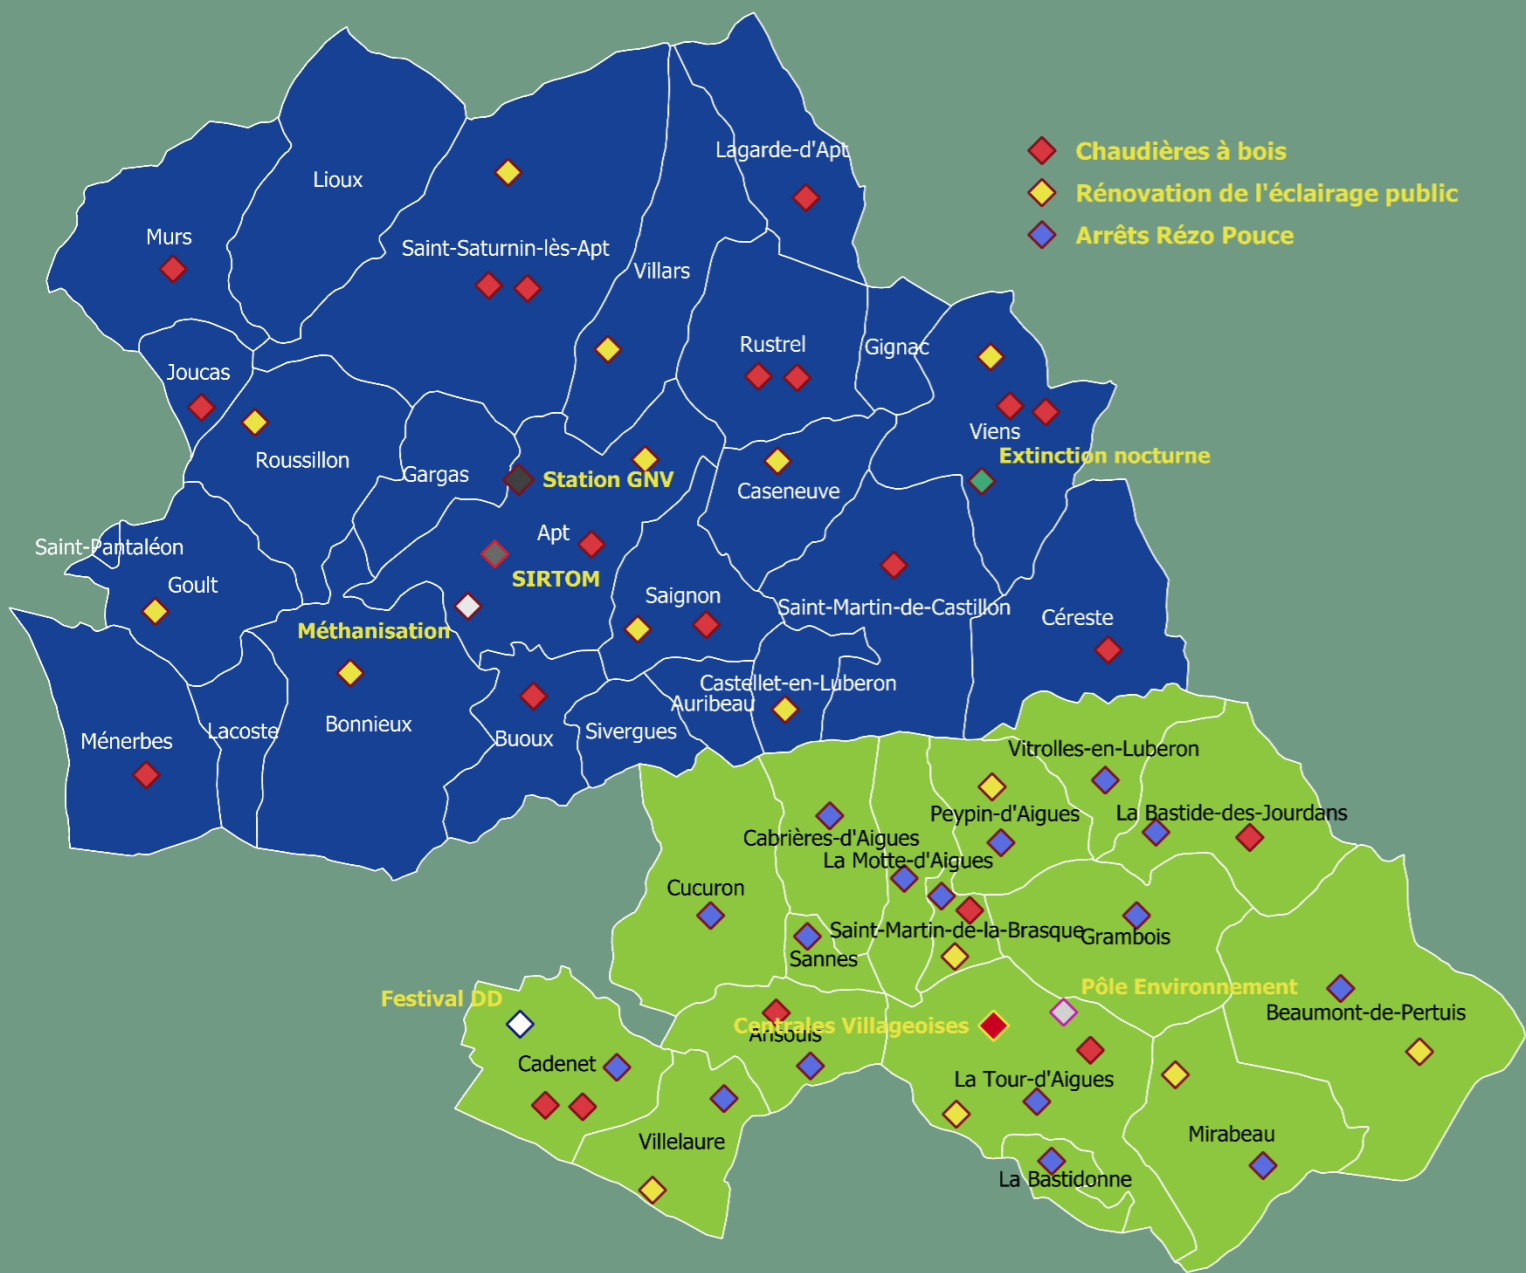 Lagarde-d'Apt
Chaudières à bois
Lioux
Rénovation de l'éclairage public
Murs
Arrêts Rézo Pouce
Saint-Saturnin-lès-Apt
Villars
Rustrel
Gignac
Joucas
Viens
Roussillon
Extinction nocturne
Gargas
Station GNV
Caseneuve
Apt
Saint-Pantaléon
SIRTOM
Goult
Saignon
Saint-Martin-de-Castillon
Céreste
Méthanisation
Castellet-en-Luberon
Auribeau
Bonnieux
Lacoste
Sivergues
Buoux
Ménerbes
Vitrolles-en-Luberon
Peypin-d'Aigues
La Bastide-des-Jourdans
Cabrières-d'Aigues
La Motte-d'Aigues
Cucuron
Saint-Martin-de-la-Brasque
Grambois
Sannes
Pôle Environnement
Festival DD
Beaumont-de-Pertuis
Centrales Villageoises
Ansouis
Cadenet
La Tour-d'Aigues
Mirabeau
Villelaure
La Bastidonne